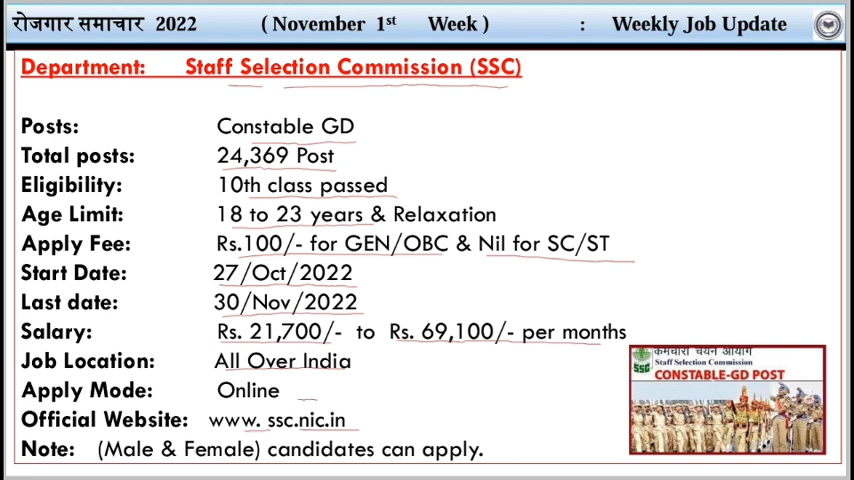 रोजगार समाचार 2022 ( November 1st Week ) : Weekly Job Update
Department: Staff Selection Commission (SSC)
Posts: Constable GD
Total posts: 24,369 Post
Eligibility: 10th class passed
Age Limit: 18 to 23 years & Relaxation
Apply Fee: Rs.100/- for GEN/OBC & Nil for SC/ST
Start Date: 27/Oct/2022
Last date: 30/Nov/2022
Salary: Rs. 21,700/- to Rs. 69,100/- per months
Job Location: All Over India
Apply Mode: Online
Official Website: www. ssc.nic.in
Note: (Male & Female) candidates can apply.
कर्मचारी चयन आयोग
SSC Staff Selection Commission
CONSTABLE-GD POST